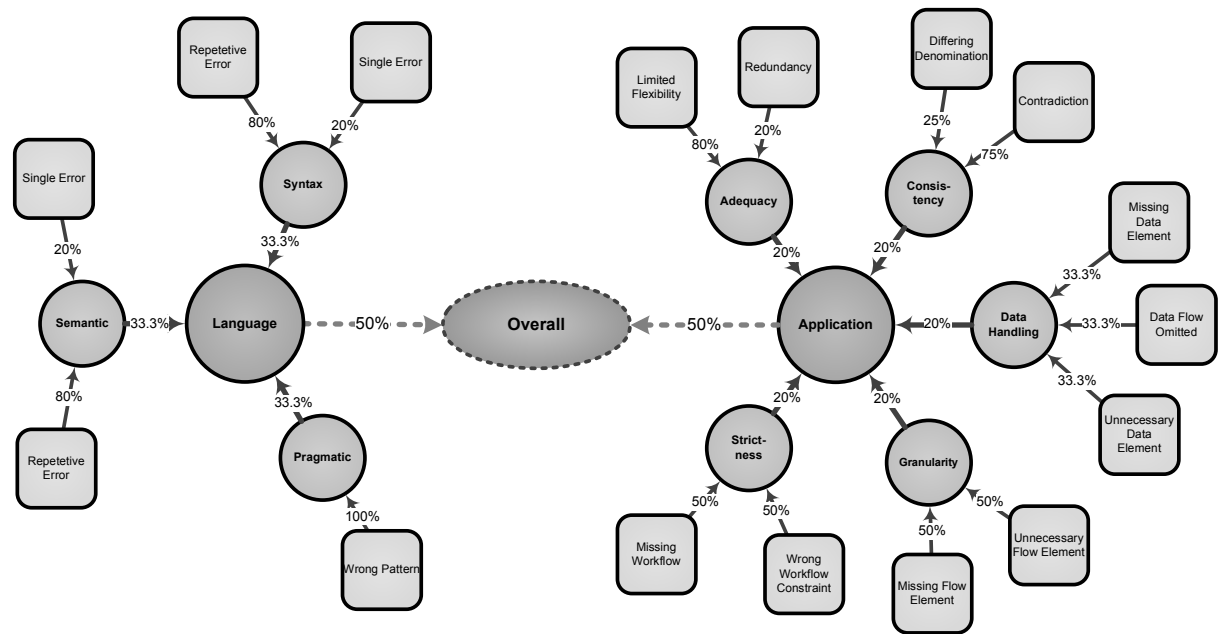 Repetetive
Error
Single Error
80%
20%
Syntax
33.3%
Single Error
20%
Semantic
33.3%
Language
50%
Overall
80%
Repetetive
Error
33.3%
Pragmatic
100%
Wrong Pattern
Limited
Flexibility
Redundancy
80%
20%
Adequacy
20%
Differing
Denomination
Contradiction
25%
75%
Consis-
tency
20%
50%
Application
20%
Data
Handling
Missing
Data
Element
33.3%
Data Flow
Omitted
33.3%
Unnecessary
Data
Element
33.3%
20%
Strict-
ness
50%
50%
Missing
Workflow
Wrong
Workflow
Constraint
20%
Granularity
50%
50%
Missing Flow
Element
Unnecessary
Flow Element